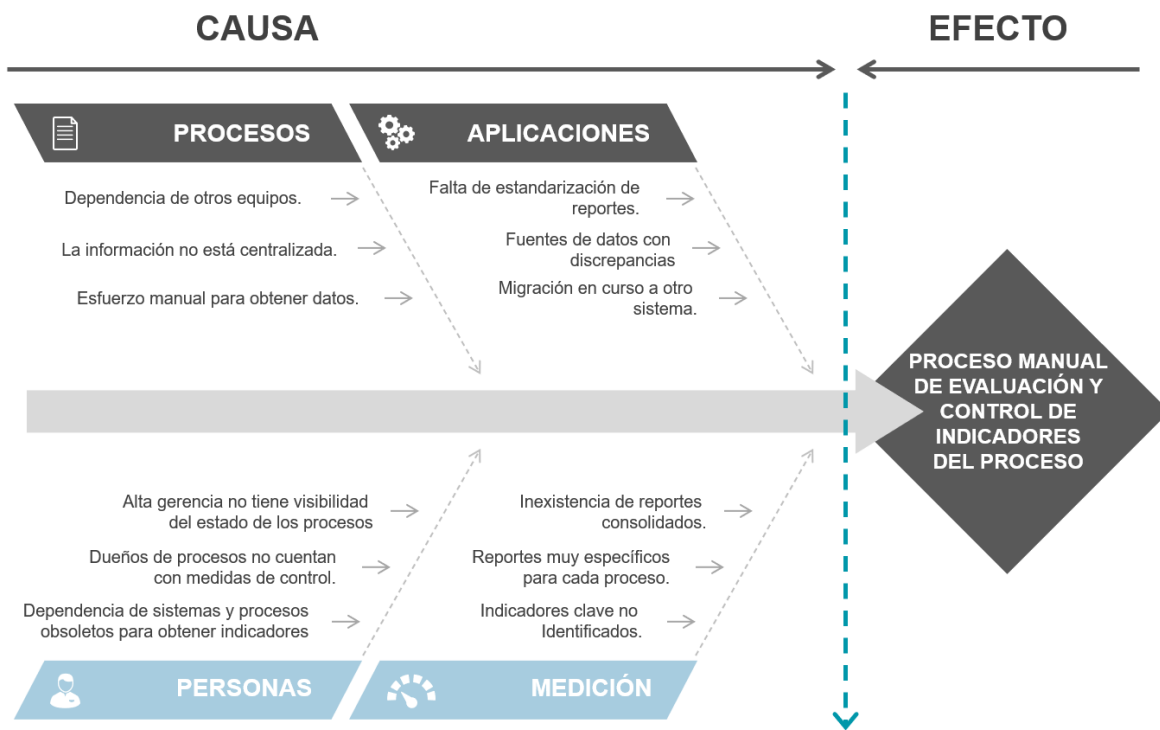 CAUSA
EFECTO
PROCESOS
APLICACIONES
Dependencia de otros equipos.
La información no está centralizada.
Esfuerzo manual para obtener datos.
Falta de estandarización de
reportes.
Fuentes de datos con
discrepancias
Migración en curso a otro
sistema.
PROCESO MANUAL
DE EVALUACIÓN Y
CONTROL DE
INDICADORES
DEL PROCESO
Alta gerencia no tiene visibilidad
del estado de los procesos
Dueños de procesos no cuentan
con medidas de control.
Dependencia de sistemas y procesos
obsoletos para obtener indicadores
Inexistencia de reportes
consolidados.
Reportes muy específicos
para cada proceso.
Indicadores clave no
Identificados.
PERSONAS
MEDICIÓN